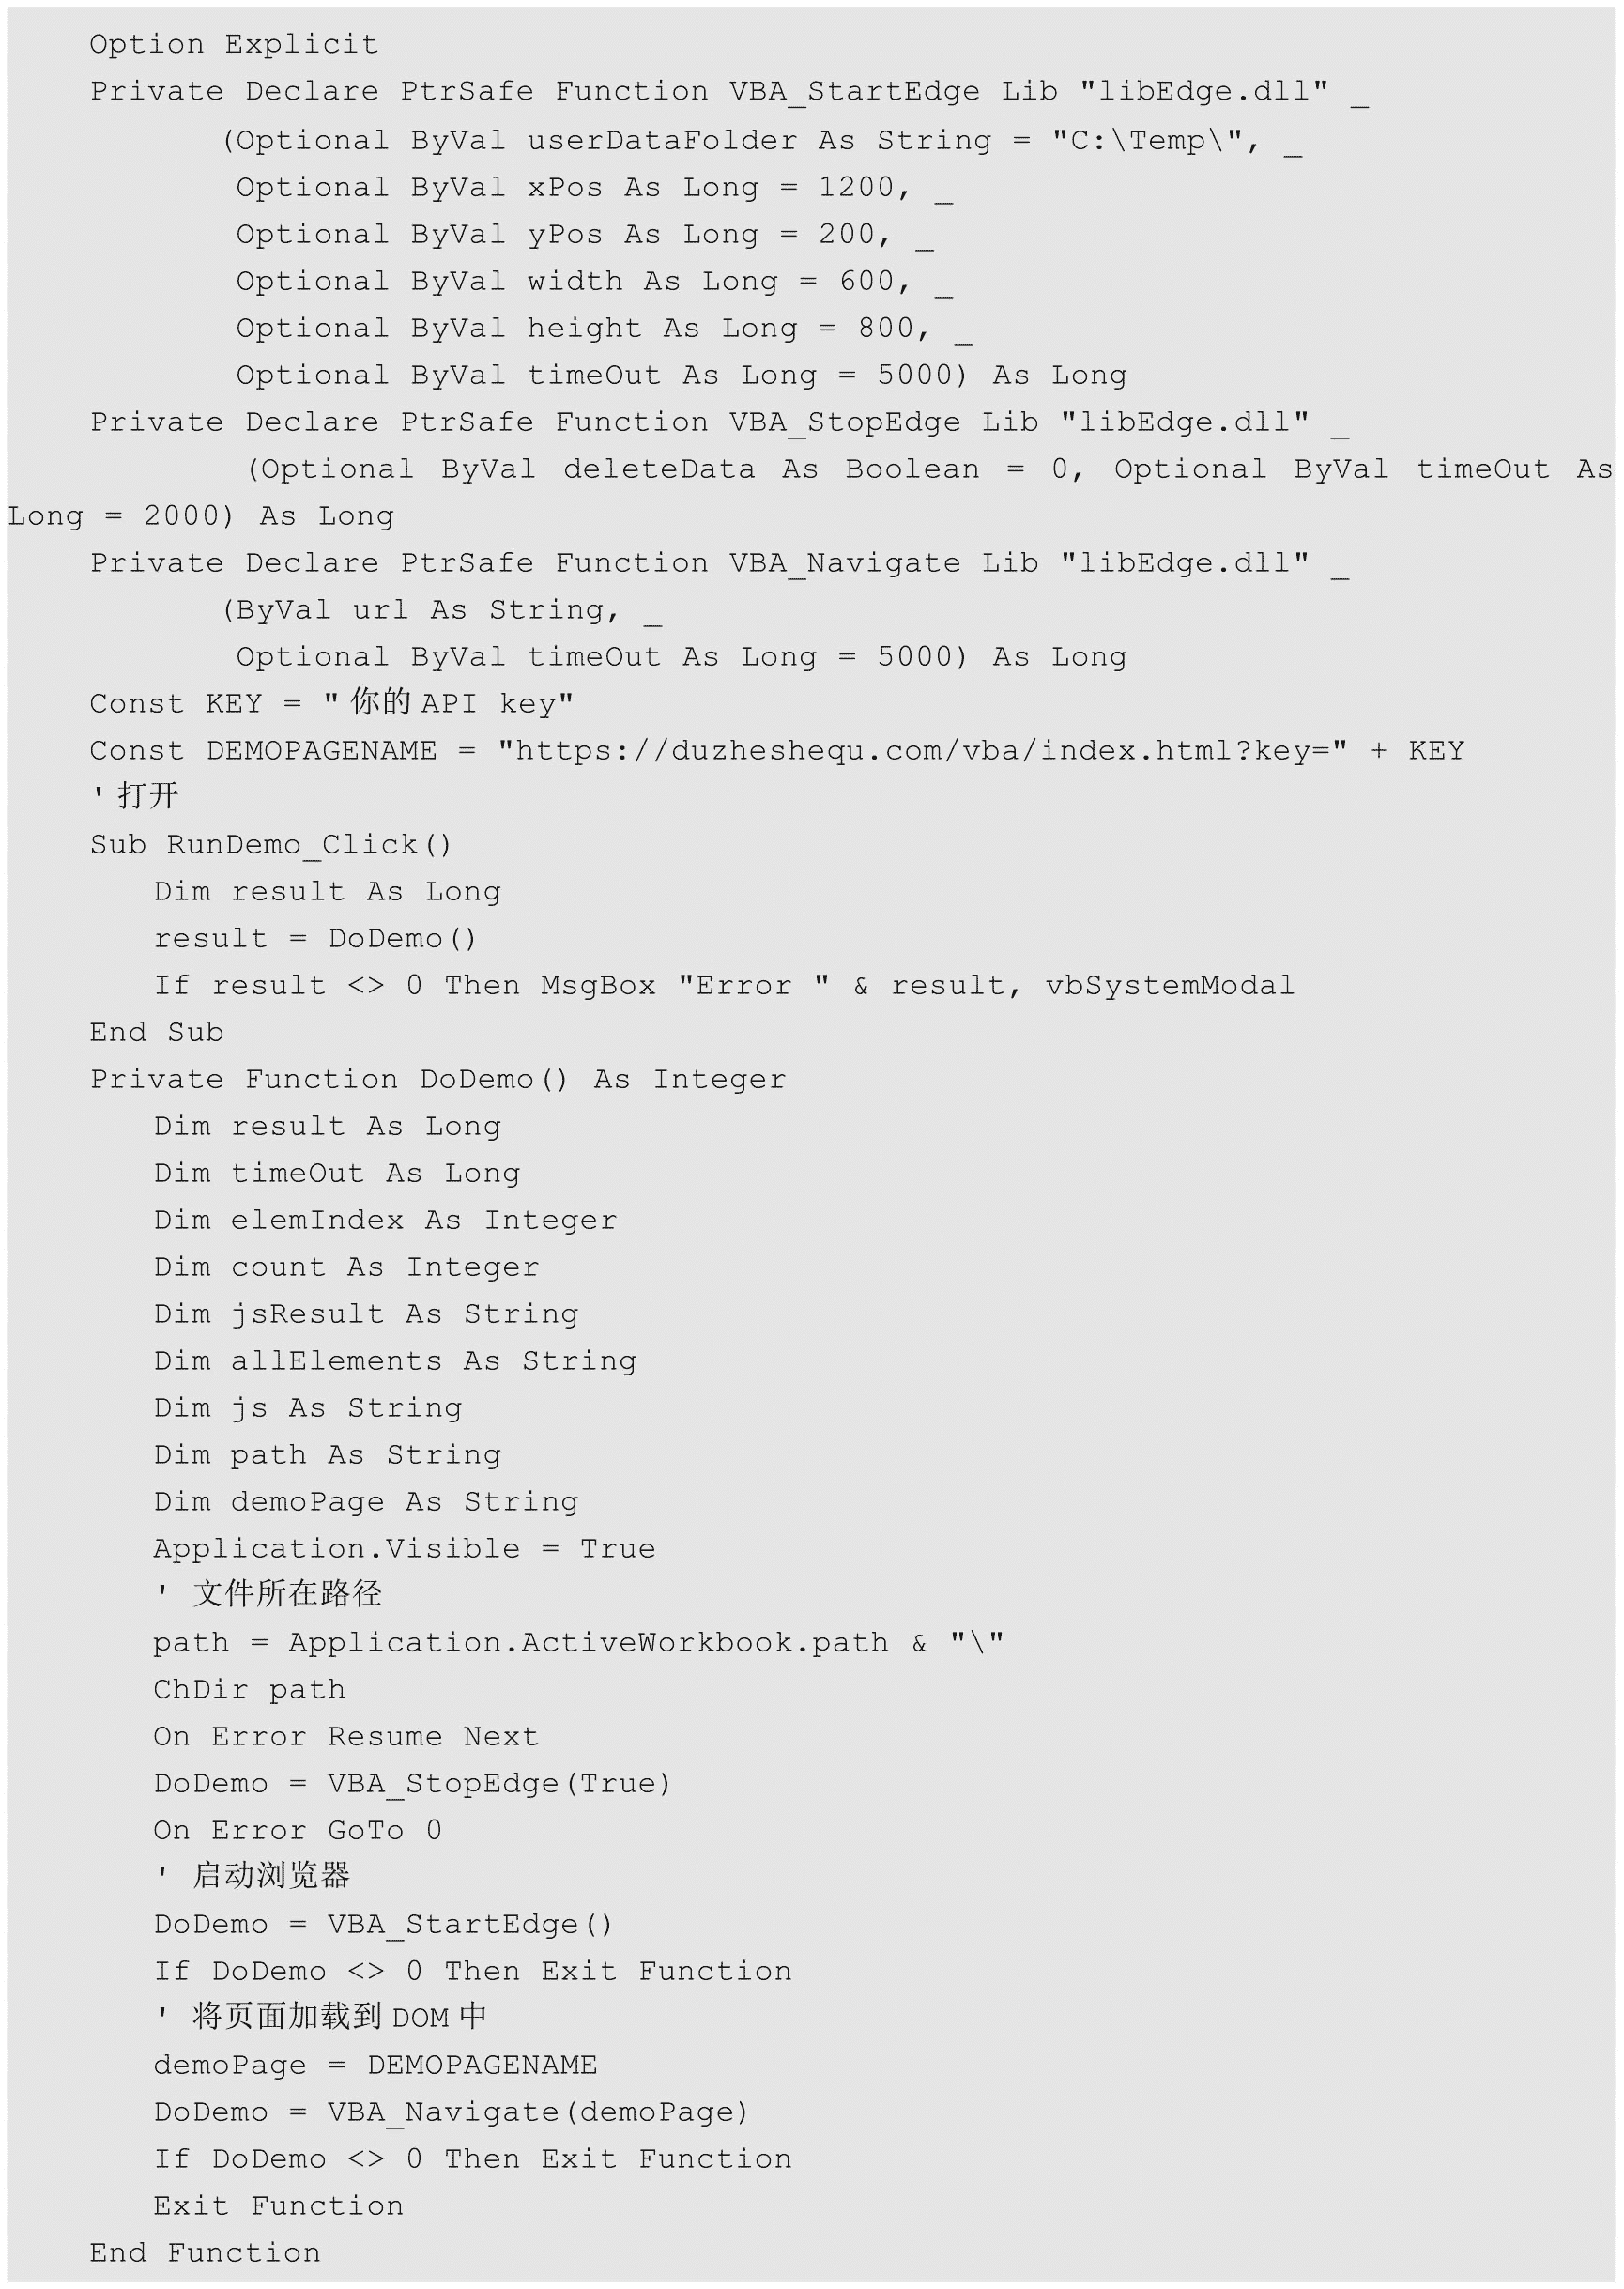 Option Explicit
Private Declare PtrSafe Function VBA_StartEdge Lib "libEdge.dll" _
(Optional ByVal userDataFolder As String = "C:\Temp\", _
Optional ByVal xPos As Long = 1200, _
Optional ByVal yPos As Long = 200, _
Optional ByVal width As Long = 600, _
Optional ByVal height As Long = 800, _
Optional ByVal timeOut As Long = 5000) As Long
Private Declare PtrSafe Function VBA_StopEdge Lib "libEdge.dll" _
(Optional ByVal deleteData As Boolean = 0, Optional ByVal timeOut As
Long = 2000) As Long
Private Declare PtrSafe Function VBA_Navigate Lib "libEdge.dll" _
(ByVal url As String, _
Optional ByVal timeOut As Long = 5000) As Long
Const KEY = "你的API key"
Const DEMOPAGENAME = "https://duzheshequ.com/vba/index.html?key=" + KEY
'打开
Sub RunDemo_Click()
Dim result As Long
result = DoDemo()
If result <> 0 Then MsgBox "Error " & result, vbSystemModal
End Sub
Private Function DoDemo() As Integer
Dim result As Long
Dim timeOut As Long
Dim elemIndex As Integer
Dim count As Integer
Dim jsResult As String
Dim allElements As String
Dim js As String
Dim path As String
Dim demoPage As String
Application.Visible = True
' 文件所在路径
path = Application.ActiveWorkbook.path & "\"
ChDir path
On Error Resume Next
DoDemo = VBA_StopEdge(True)
On Error GoTo 0
' 启动浏览器
DoDemo = VBA_StartEdge()
If DoDemo <> 0 Then Exit Function
' 将页面加载到DOM中
demoPage = DEMOPAGENAME
DoDemo = VBA_Navigate(demoPage)
If DoDemo <> 0 Then Exit Function
Exit Function
End Function